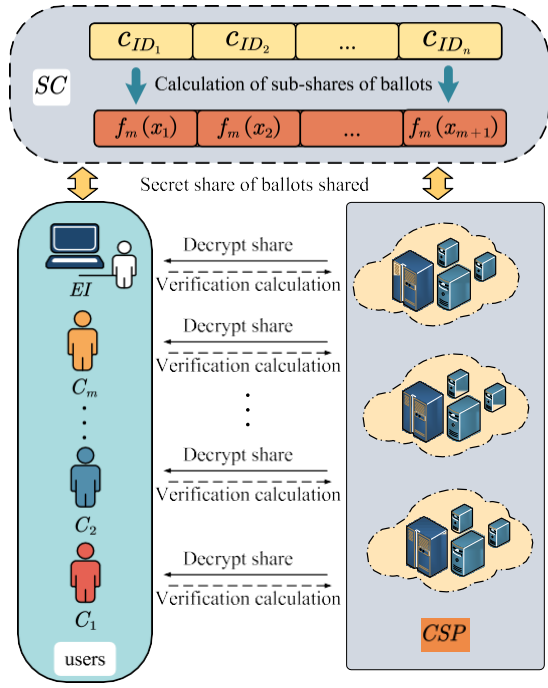 C_{ID_1} C_{ID_2} ... C_{ID_n}
SC
Calculation of sub-shares of ballots
f_m(x_1) f_m(x_2) ... f_m(x_{m+1})
Secret share of ballots shared
Decrypt share
EI
Verification calculation
Decrypt share
C_m
Verification calculation
Decrypt share
C_2
Verification calculation
Decrypt share
C_1
Verification calculation
CSP
users